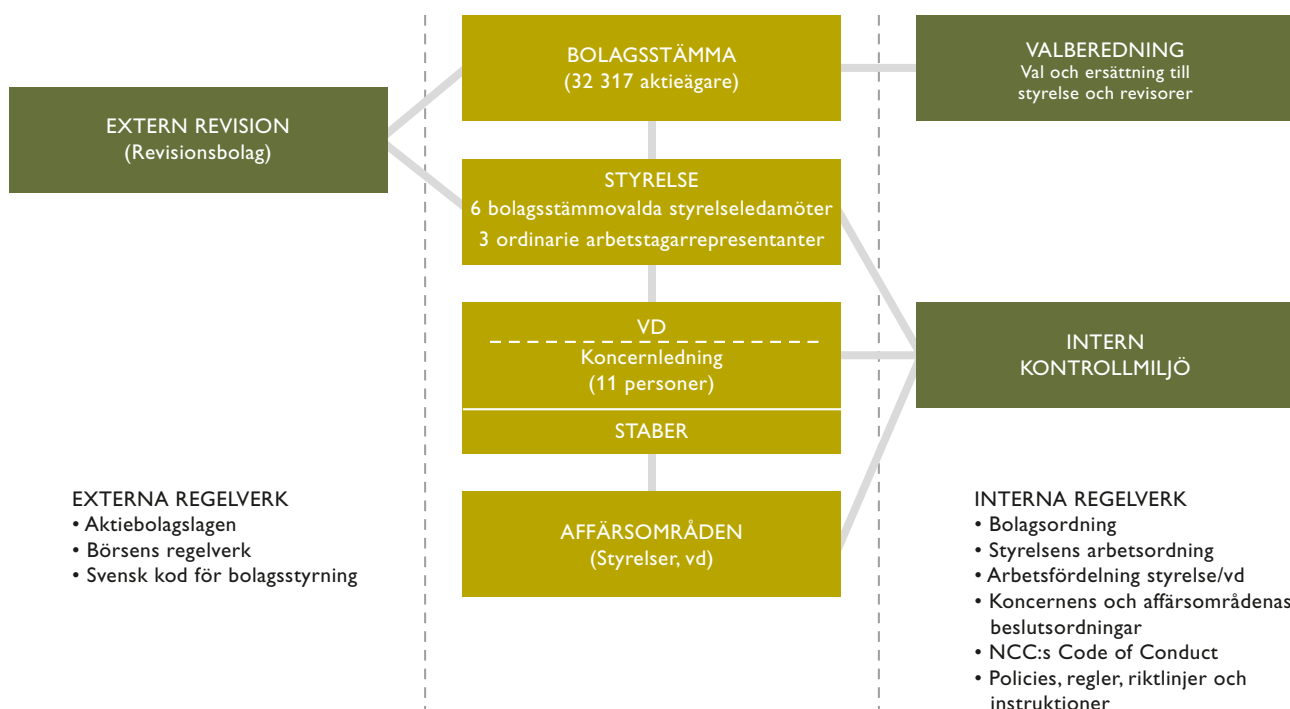 EXTERN REVISION
(Revisionsbolag)
BOLAGSSTÄMMA
(32 317 aktieägare)
VALBEREDNING
Val och ersättning till
styrelse och revisorer
STYRELSE
6 bolagsstämmovalda styrelseledamöter
3 ordinarie arbetstagarrepresentanter
VD
Koncernledning
(11 personer)
STABER
INTERN
KONTROLLMILJÖ
AFFÄRSOMRÅDEN
(Styrelser, vd)
EXTERNA REGELVERK
• Aktiebolagslagen
• Börsens regelverk
• Svensk kod för bolagsstyrning
INTERNA REGELVERK
• Bolagsordning
• Styrelsens arbetsordning
• Arbetsfördelning styrelse/vd
• Koncernens och affärsområdenas
beslutsordningar
• NCC:s Code of Conduct
• Policies, regler, riktlinjer och
instruktioner